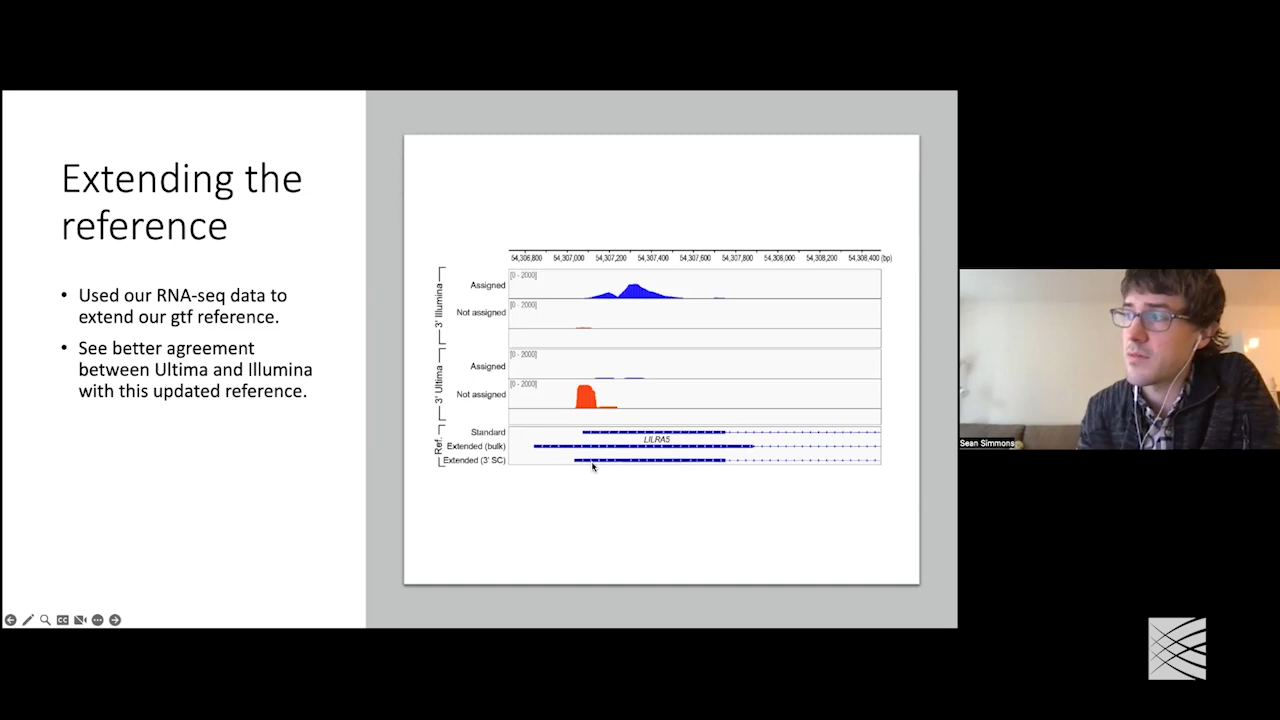 Extending the
reference
• Used our RNA-seq data to
extend our gtf reference.
• See better agreement
between Ultima and Illumina
with this updated reference.
54,306,800 54,307,000 54,307,200 54,307,400 54,307,600 54,307,800 54,308,000 54,308,200 54,308,400 (bp)
3' Illumina
Assigned
[0 - 2000]
Not assigned
[0 - 2000]
3' Ultima
Assigned
[0 - 2000]
Not assigned
[0 - 2000]
Ref.
Standard
LILRA5
Extended (bulk)
Extended (3' SC)
Sean Simmons
CC